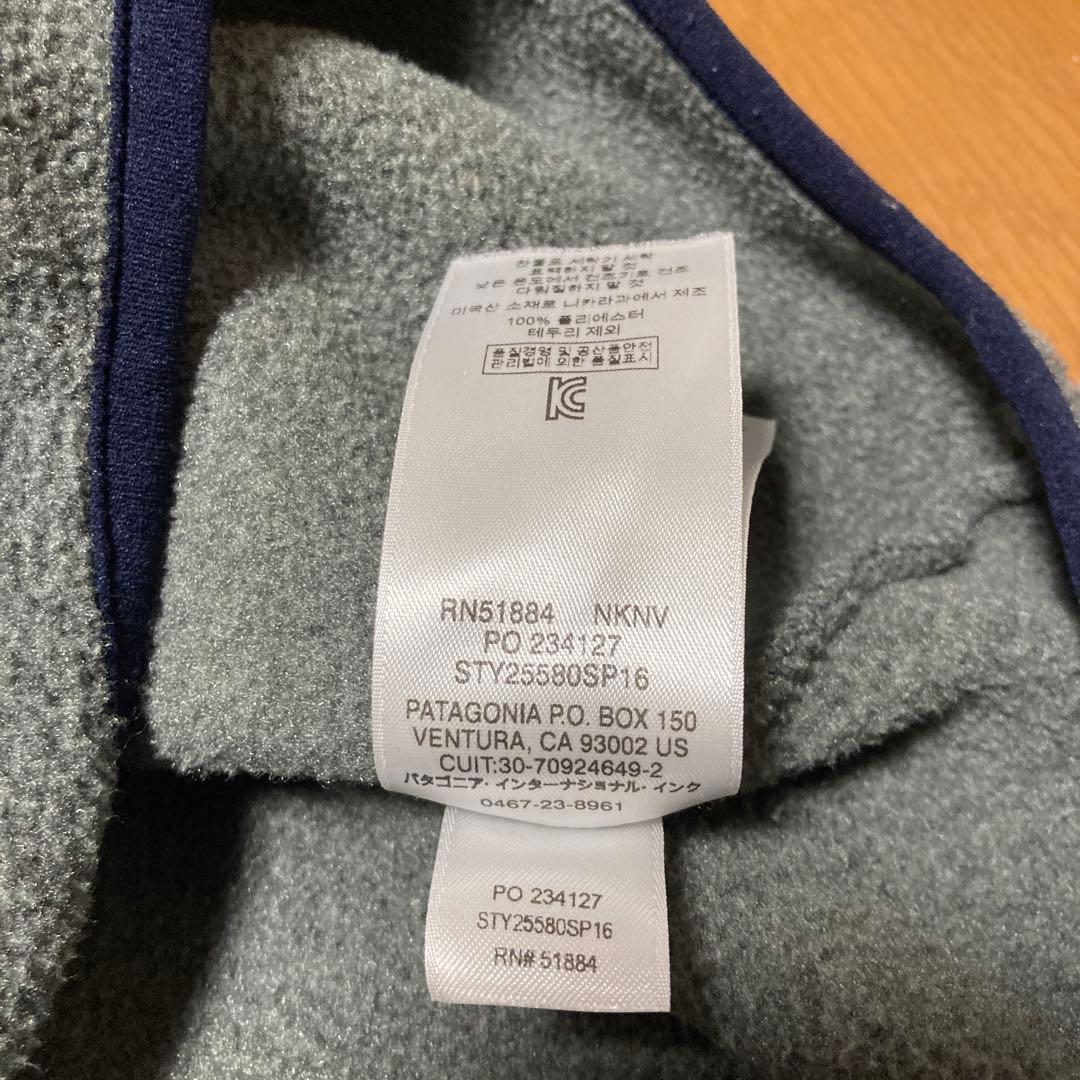 찬물로 세탁기 세탁
표백하지 말 것
낮은 온도에서 건조기로 건조
다림질하지 말 것
미국산 소재로 니카라과에서 제조
100% 폴리에스터
테두리 제외
품질경영 및 공산품안전
관리법에 의한 품질표시
KC
RN51884 NKNV
PO 234127
STY25580SP16
PATAGONIA P.O. BOX 150
VENTURA, CA 93002 US
CUIT:30-70924649-2
パタゴニア・インターナショナル・インク
0467-23-8961
PO 234127
STY25580SP16
RN# 51884